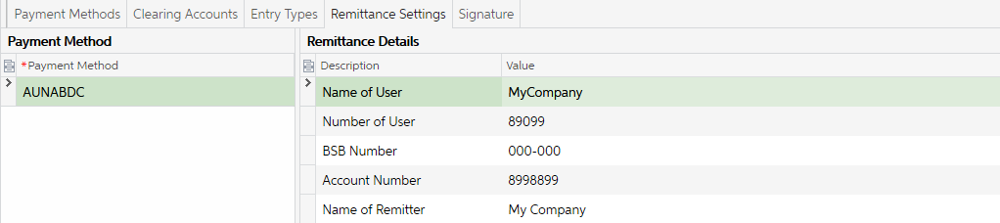 Payment Methods Clearing Accounts Entry Types Remittance Settings Signature
Payment Method Remittance Details
*Payment Method Description Value
AUNABDC Name of User MyCompany
Number of User 89099
BSB Number 000-000
Account Number 8998899
Name of Remitter My Company